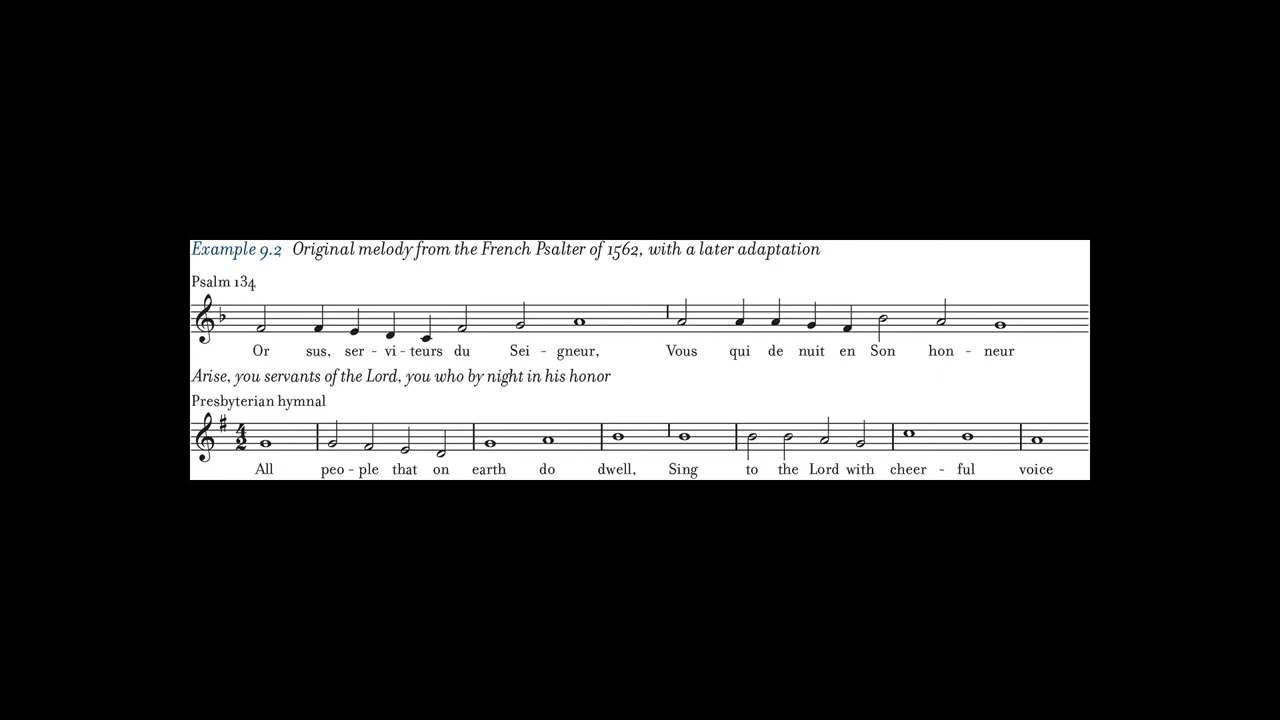 Example 9.2 Original melody from the French Psalter of 1562, with a later adaptation
Psalm 134
Or sus, ser - vi - teurs du Sei - gneur, Vous qui de nuit en Son hon - neur
Arise, you servants of the Lord, you who by night in his honor
Presbyterian hymnal
4
2
All peo - ple that on earth do dwell, Sing to the Lord with cheer - ful voice